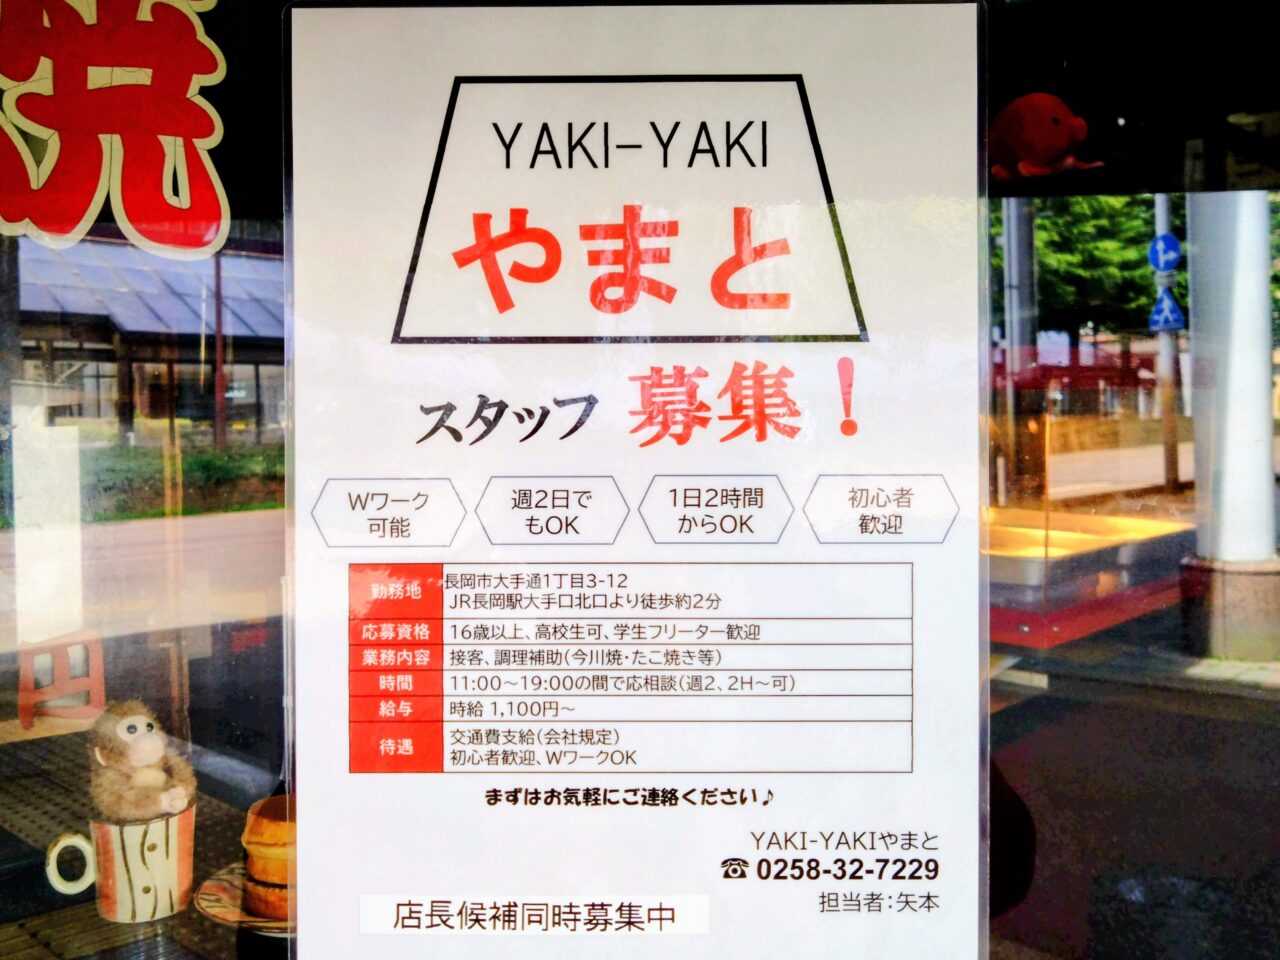 焼
YAKI-YAKI
やまと
スタッフ 募集！
Wワーク
可能
週2日で
もOK
1日2時間
からOK
初心者
歓迎
勤務地
長岡市大手通1丁目3-12
JR長岡駅大手口北口より徒歩約2分
応募資格
16歳以上、高校生可、学生フリーター歓迎
業務内容
接客、調理補助(今川焼・たこ焼き等)
時間
11:00〜19:00の間で応相談(週2、2H〜可)
給与
時給 1,100円〜
待遇
交通費支給(会社規定)
初心者歓迎、WワークOK
まずはお気軽にご連絡ください♪
YAKI-YAKIやまと
☎ 0258-32-7229
担当者:矢本
店長候補同時募集中